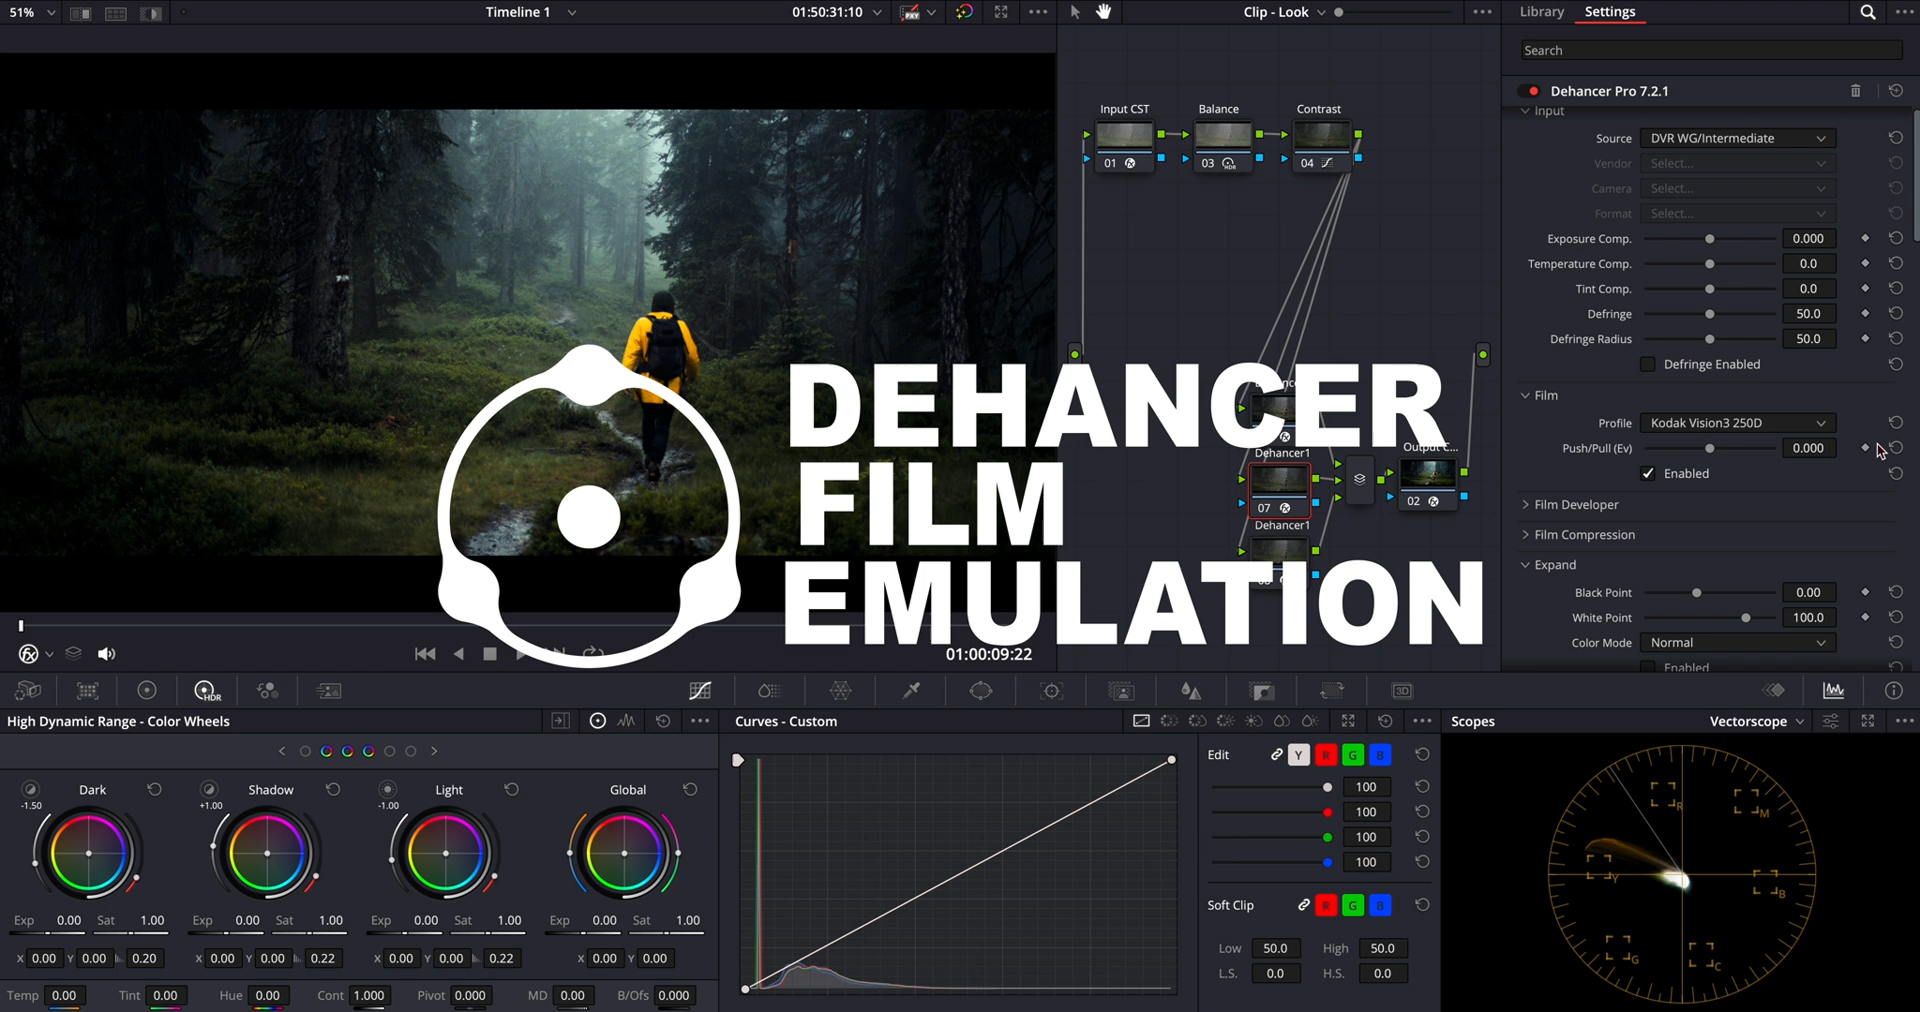 51%
Timeline 1
01:50:31:10
Clip - Look
Library
Settings
Search
Dehancer Pro 7.2.1
Input
Source DVR WG/Intermediate
Vendor Select...
Camera Select...
Format Select...
Exposure Comp. 0.000
Temperature Comp. 0.0
Tint Comp. 0.0
Defringe 50.0
Defringe Radius 50.0
Defringe Enabled
Film
Profile Kodak Vision3 250D
Push/Pull (Ev) 0.000
Enabled
Film Developer
Film Compression
Expand
Black Point 0.00
White Point 100.0
Color Mode Normal
Enabled
Input CST
Balance
Contrast
01
03
HDR
04
Dehancer1
07
Dehancer1
Output C...
02
DEHANCER
FILM
EMULATION
01:00:09:22
HDR
3D
High Dynamic Range - Color Wheels
Dark
Shadow
Light
Global
-1.50
+1.00
-1.00
Exp 0.00 Sat 1.00
Exp 0.00 Sat 1.00
Exp 0.00 Sat 1.00
Exp 0.00 Sat 1.00
X 0.00 Y 0.00 0.20
X 0.00 Y 0.00 0.22
X 0.00 Y 0.00 0.22
X 0.00 Y 0.00
Temp 0.00 Tint 0.00 Hue 0.00 Cont 1.000 Pivot 0.000 MD 0.00 B/Ofs 0.000
Curves - Custom
Edit Y R G B
100
100
100
100
Soft Clip R G B
Low 50.0 High 50.0
L.S. 0.0 H.S. 0.0
Scopes
Vectorscope
R
M
Y
B
G
C